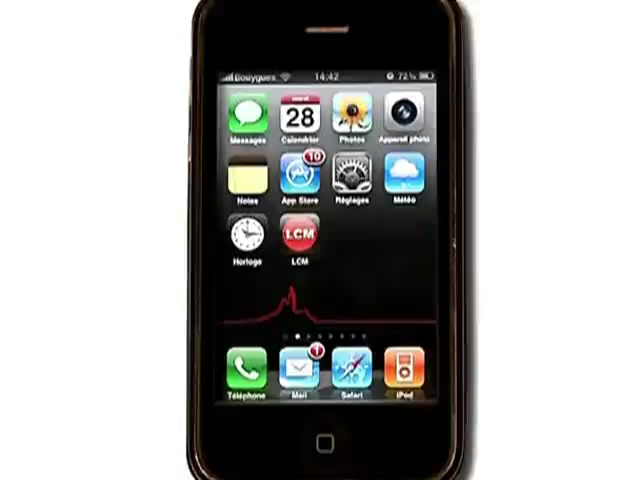 Bouygues 14:42 72 %
28
Messages Calendrier Photos Appareil photo
10
Notes App Store Réglages Météo
LCM
Horloge LCM
1
Téléphone Mail Safari iPod